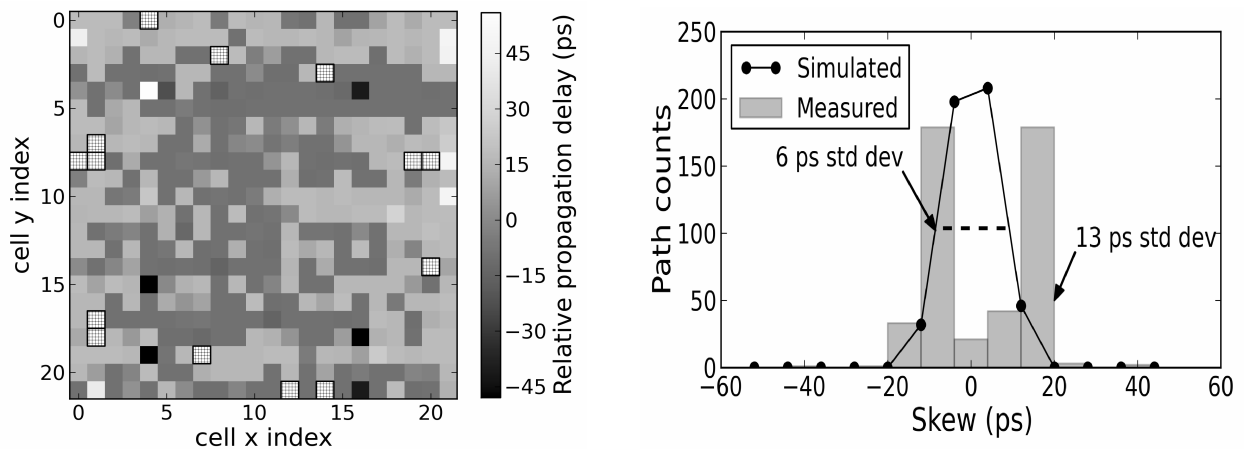 0
5
10
15
20
cell y index
0 5 10 15 20
cell x index
45
30
15
0
−15
−30
−45
Relative propagation delay (ps)
250
200
150
100
50
0
Path counts
Simulated
Measured
6 ps std dev
13 ps std dev
−60 −40 −20 0 20 40 60
Skew (ps)